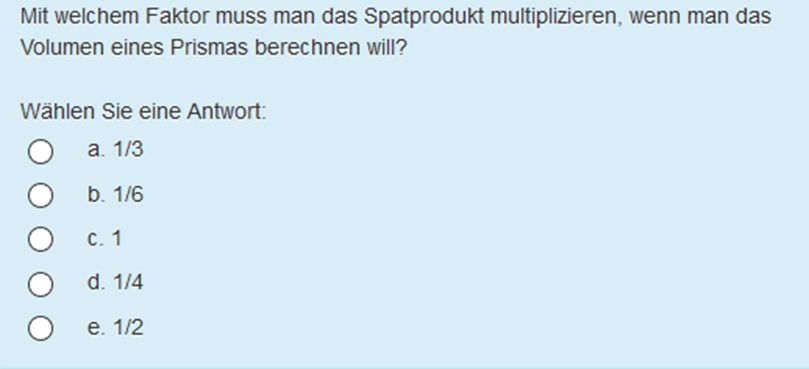 Mit welchem Faktor muss man das Spatprodukt multiplizieren, wenn man das
Volumen eines Prismas berechnen will?
Wählen Sie eine Antwort:
a. 1/3
b. 1/6
c. 1
d. 1/4
e. 1/2